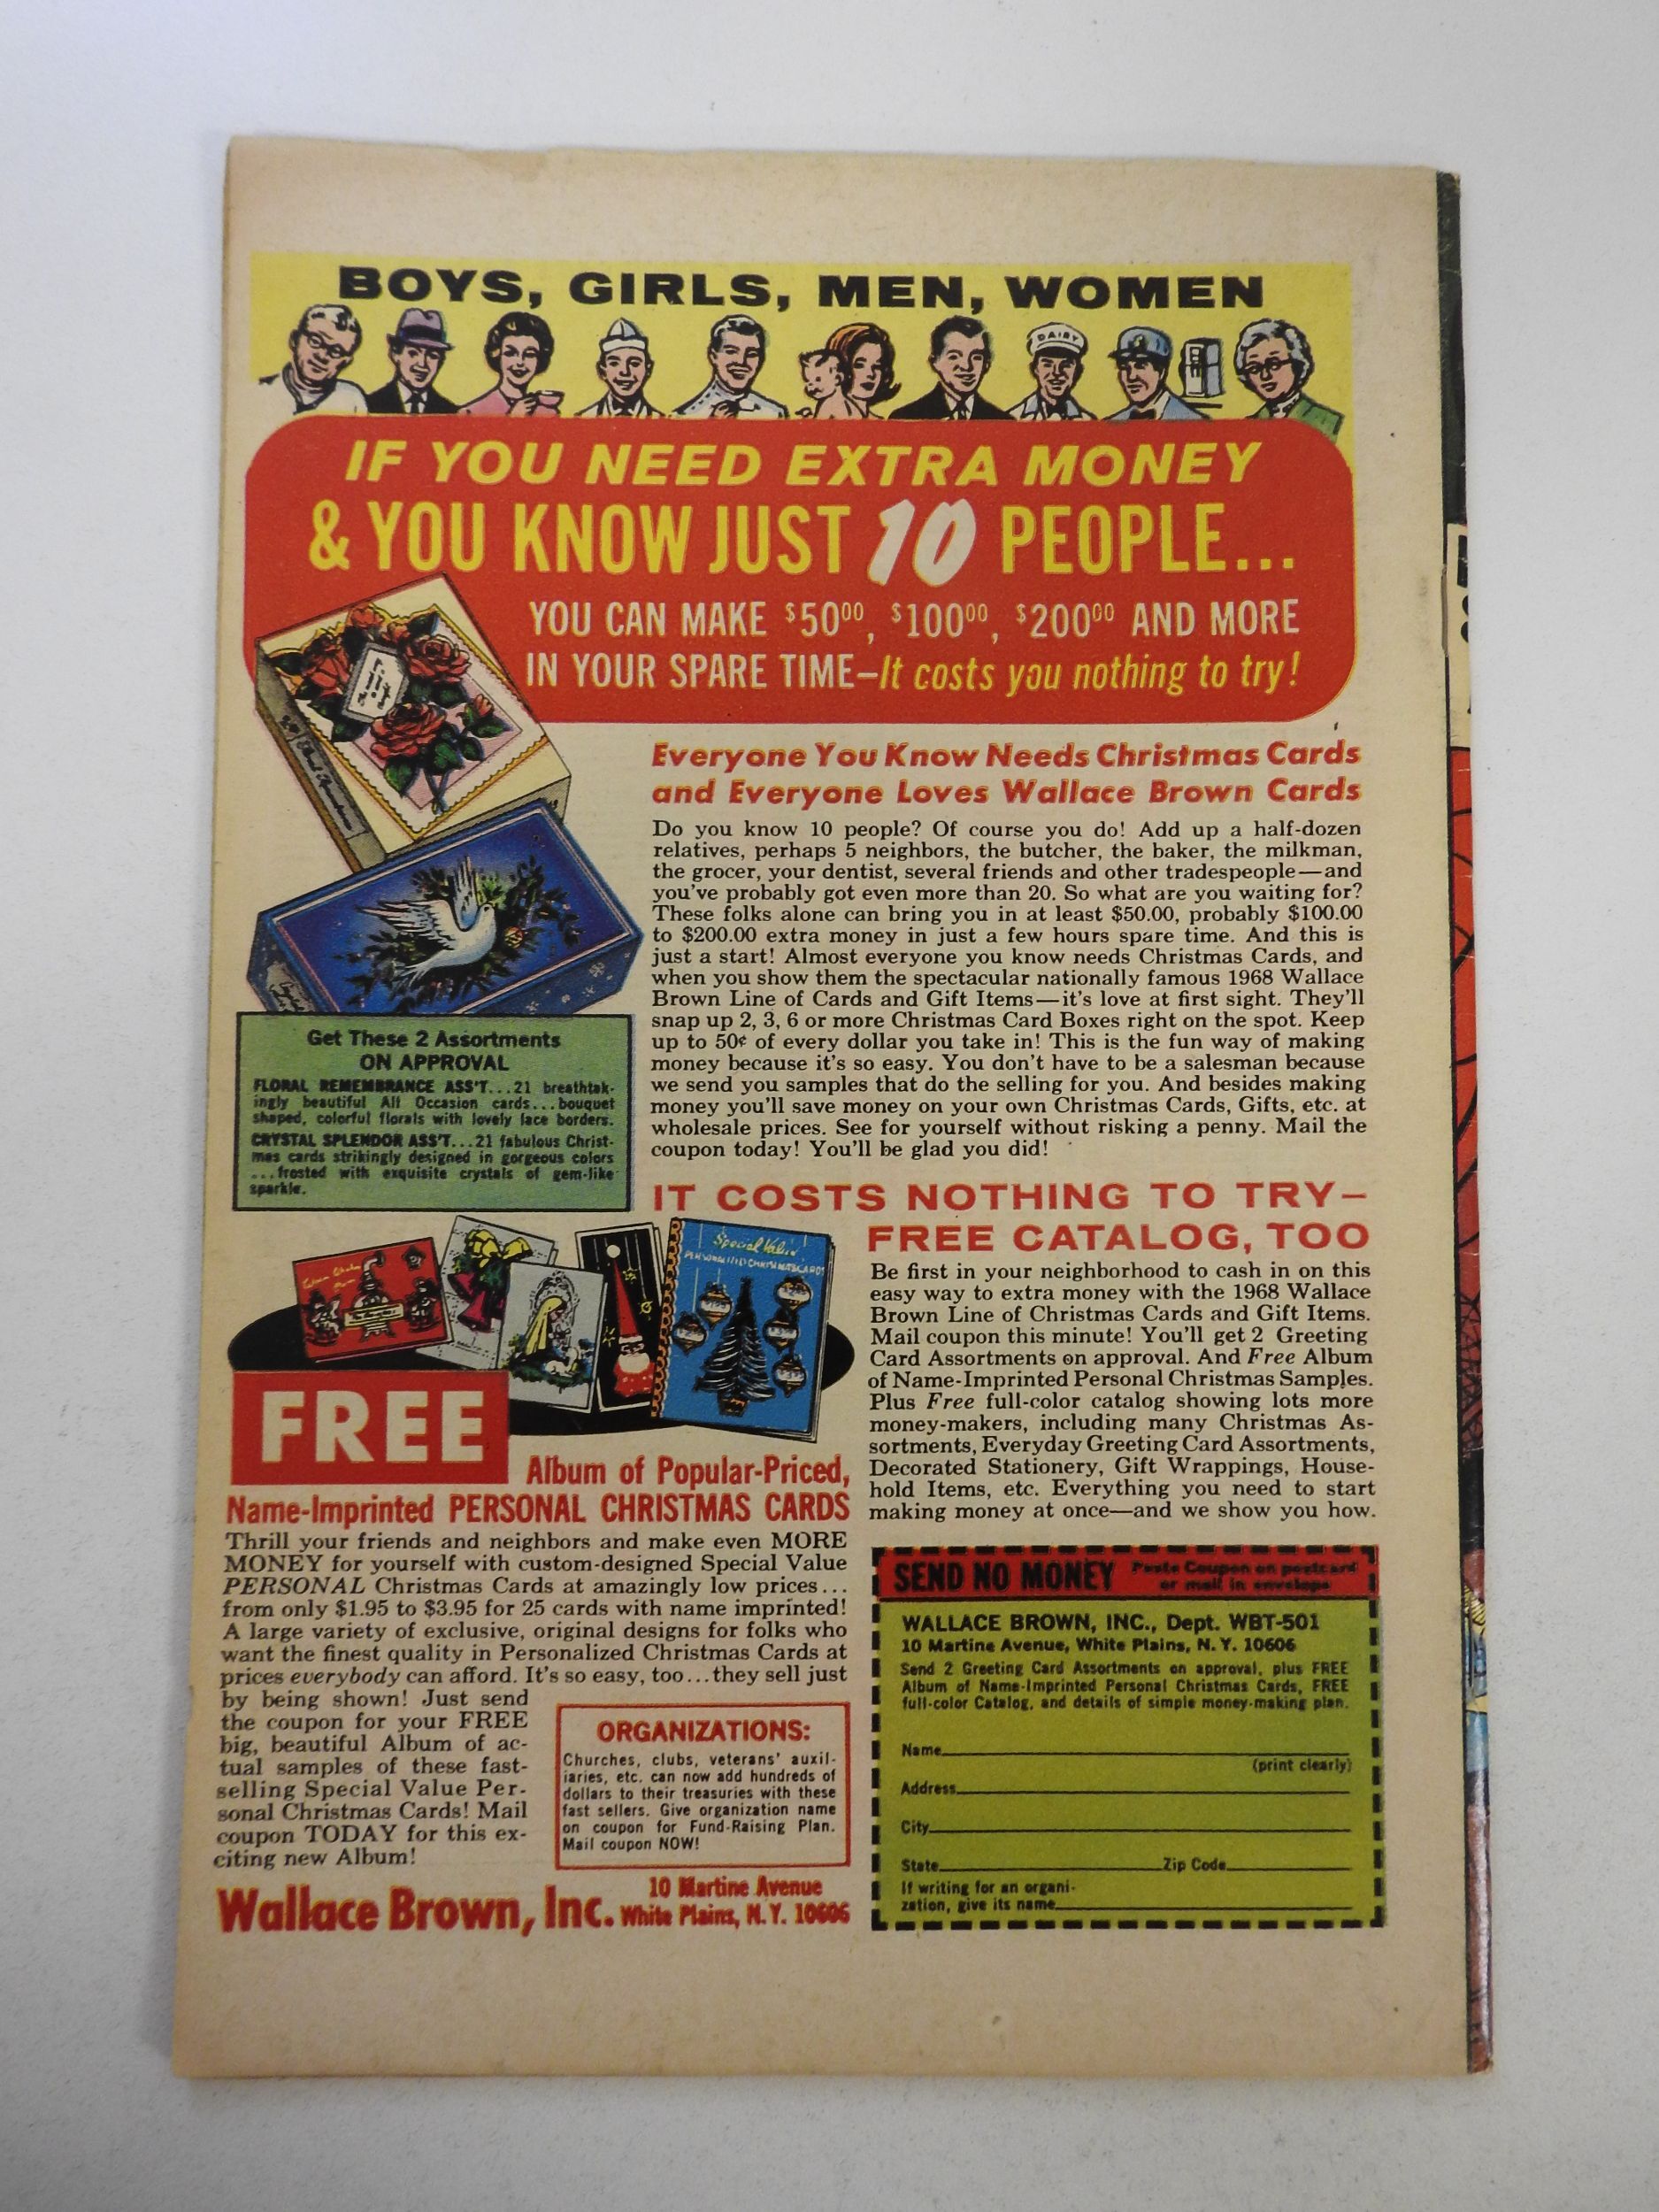 BOYS, GIRLS, MEN, WOMEN
DAIRY
IF YOU NEED EXTRA MONEY
& YOU KNOW JUST 10 PEOPLE...
YOU CAN MAKE $5000, $10000, $20000 AND MORE
IN YOUR SPARE TIME—It costs you nothing to try!
Everyone You Know Needs Christmas Cards
and Everyone Loves Wallace Brown Cards
Do you know 10 people? Of course you do! Add up a half-dozen
relatives, perhaps 5 neighbors, the butcher, the baker, the milkman,
the grocer, your dentist, several friends and other tradespeople—and
you've probably got even more than 20. So what are you waiting for?
These folks alone can bring you in at least $50.00, probably $100.00
to $200.00 extra money in just a few hours spare time. And this is
just a start! Almost everyone you know needs Christmas Cards, and
when you show them the spectacular nationally famous 1968 Wallace
Brown Line of Cards and Gift Items—it's love at first sight. They'll
snap up 2, 3, 6 or more Christmas Card Boxes right on the spot. Keep
up to 50¢ of every dollar you take in! This is the fun way of making
money because it's so easy. You don't have to be a salesman because
we send you samples that do the selling for you. And besides making
money you'll save money on your own Christmas Cards, Gifts, etc. at
wholesale prices. See for yourself without risking a penny. Mail the
coupon today! You'll be glad you did!
Get These 2 Assortments
ON APPROVAL
FLORAL REMEMBRANCE ASS'T...21 breathtak-
ingly beautiful All Occasion cards...bouquet
shaped, colorful florals with lovely lace borders.
CRYSTAL SPLENDOR ASS'T...21 fabulous Christ-
mas cards strikingly designed in gorgeous colors
...frosted with exquisite crystals of gem-like
sparkle.
IT COSTS NOTHING TO TRY—
FREE CATALOG, TOO
Be first in your neighborhood to cash in on this
easy way to extra money with the 1968 Wallace
Brown Line of Christmas Cards and Gift Items.
Mail coupon this minute! You'll get 2 Greeting
Card Assortments on approval. And Free Album
of Name-Imprinted Personal Christmas Samples.
Plus Free full-color catalog showing lots more
money-makers, including many Christmas As-
sortments, Everyday Greeting Card Assortments,
Decorated Stationery, Gift Wrappings, House-
hold Items, etc. Everything you need to start
making money at once—and we show you how.
Special Value
PERSONALIZED CHRISTMAS CARDS
FREE
Album of Popular-Priced,
Name-Imprinted PERSONAL CHRISTMAS CARDS
Thrill your friends and neighbors and make even MORE
MONEY for yourself with custom-designed Special Value
PERSONAL Christmas Cards at amazingly low prices...
from only $1.95 to $3.95 for 25 cards with name imprinted!
A large variety of exclusive, original designs for folks who
want the finest quality in Personalized Christmas Cards at
prices everybody can afford. It's so easy, too...they sell just
by being shown! Just send
the coupon for your FREE
big, beautiful Album of ac-
tual samples of these fast-
selling Special Value Per-
sonal Christmas Cards! Mail
coupon TODAY for this ex-
citing new Album!
ORGANIZATIONS:
Churches, clubs, veterans' auxil-
iaries, etc. can now add hundreds of
dollars to their treasuries with these
fast sellers. Give organization name
on coupon for Fund-Raising Plan.
Mail coupon NOW!
Wallace Brown, Inc. 10 Martine Avenue
White Plains, N.Y. 10606
SEND NO MONEY Paste Coupon on postcard
or mail in envelope
WALLACE BROWN, INC., Dept. WBT-501
10 Martine Avenue, White Plains, N.Y. 10606
Send 2 Greeting Card Assortments on approval, plus FREE
Album of Name-Imprinted Personal Christmas Cards, FREE
full-color Catalog, and details of simple money-making plan.
Name
(print clearly)
Address
City
State Zip Code
If writing for an organi-
zation, give its name